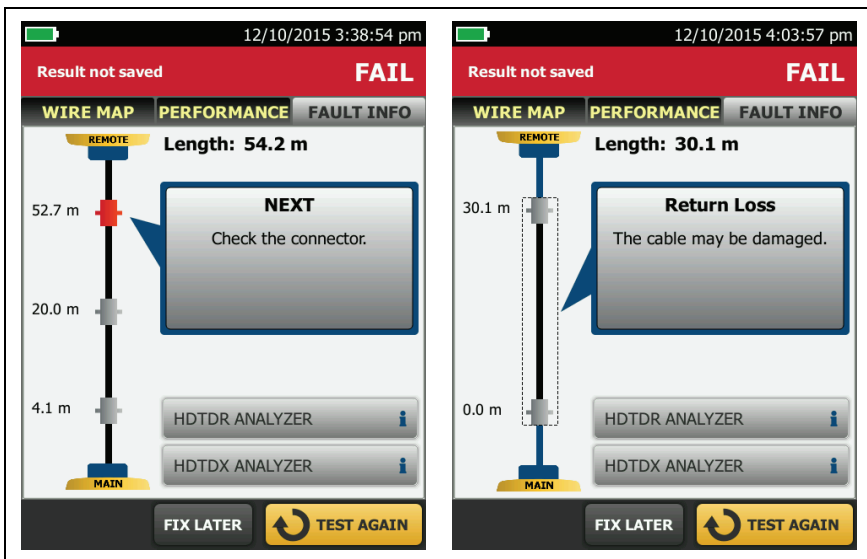 12/10/2015 3:38:54 pm
Result not saved FAIL
WIRE MAP PERFORMANCE FAULT INFO
REMOTE Length: 54.2 m
52.7 m NEXT
Check the connector.
20.0 m
4.1 m HDTDR ANALYZER i
HDTDX ANALYZER i
MAIN
FIX LATER TEST AGAIN
12/10/2015 4:03:57 pm
Result not saved FAIL
WIRE MAP PERFORMANCE FAULT INFO
REMOTE Length: 30.1 m
30.1 m Return Loss
The cable may be damaged.
0.0 m HDTDR ANALYZER i
HDTDX ANALYZER i
MAIN
FIX LATER TEST AGAIN